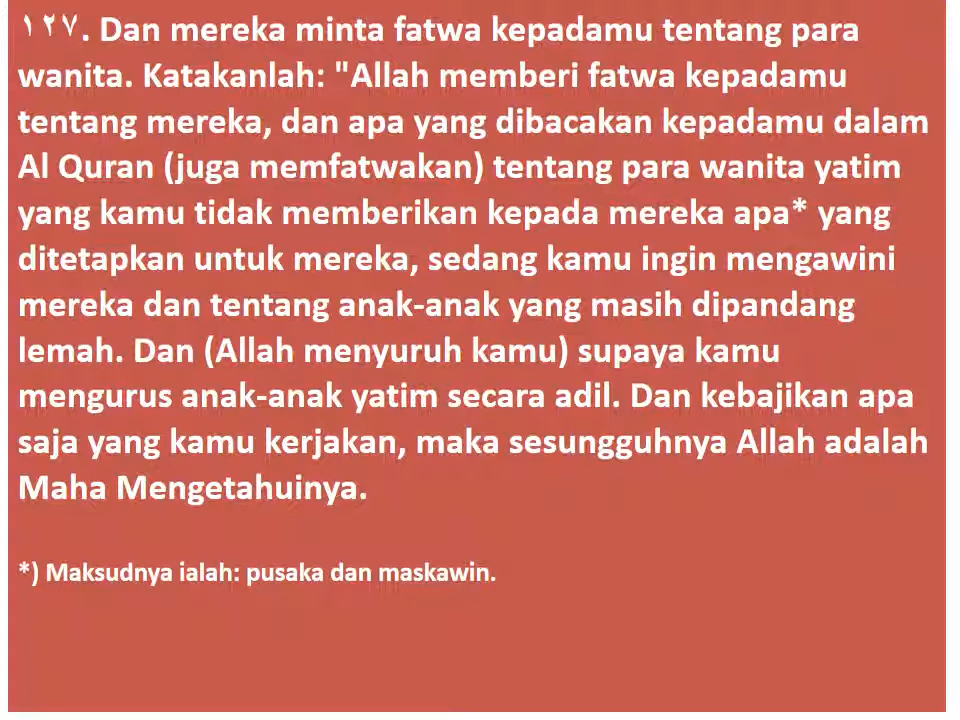 ١٢٧. Dan mereka minta fatwa kepadamu tentang para
wanita. Katakanlah: "Allah memberi fatwa kepadamu
tentang mereka, dan apa yang dibacakan kepadamu dalam
Al Quran (juga memfatwakan) tentang para wanita yatim
yang kamu tidak memberikan kepada mereka apa* yang
ditetapkan untuk mereka, sedang kamu ingin mengawini
mereka dan tentang anak-anak yang masih dipandang
lemah. Dan (Allah menyuruh kamu) supaya kamu
mengurus anak-anak yatim secara adil. Dan kebajikan apa
saja yang kamu kerjakan, maka sesungguhnya Allah adalah
Maha Mengetahuinya.
*) Maksudnya ialah: pusaka dan maskawin.